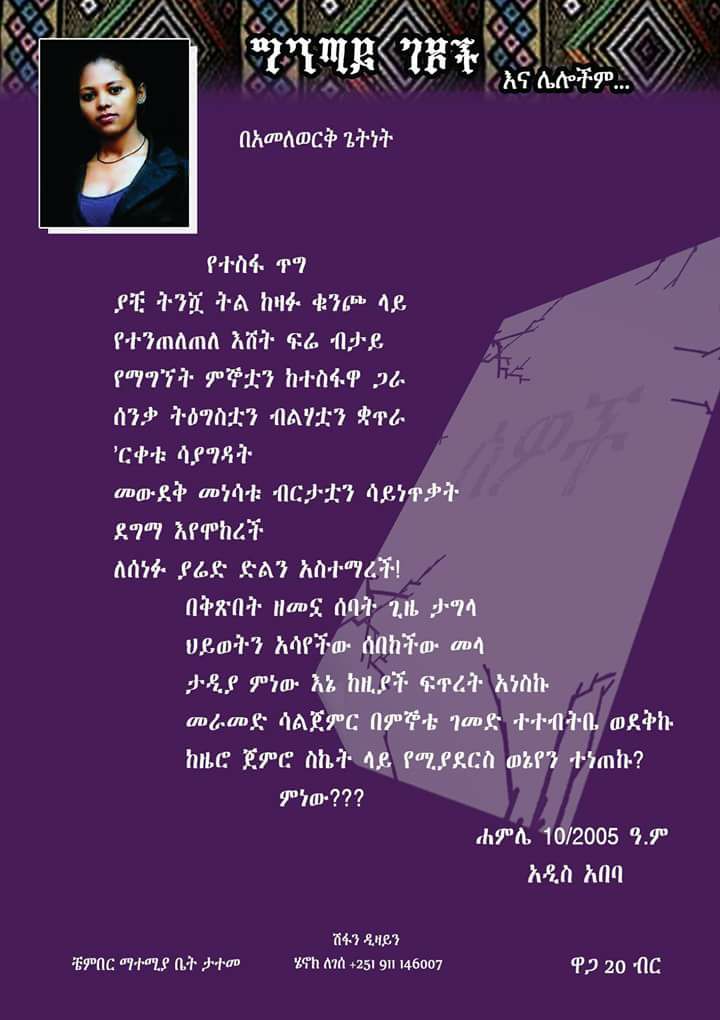 ማኂጣይ ገጾች
እና ሌሎችም...
በአመለወርቅ ጌትነት
የተስፋ ጥግ
ያቺ ትንሿ ትል ከዛፉ ቁንጮ ላይ
የተንጠለጠለ እሸት ፍሬ ብታይ
የማግኘት ምኞቷን ከተስፋዋ ጋራ
ሰንቃ ትዕግስቷን ብልሃቷን ቋጥራ
'ርቀቱ ሳያግዳት
መውደቅ መነሳቱ ብርታቷን ሳይነጥቃት
ደግማ እየሞከረች
ለሰነፉ ያሬድ ድልን አስተማረች!
በቅጽበት ዘመኗ ሰባት ጊዜ ታግላ
ህይወትን አሳየችው ሰበከችው መላ
ታዲያ ምነው እኔ ከዚያች ፍጥረት አነስኩ
መራመድ ሳልጀምር በምኞቴ ገመድ ተተብትቤ ወደቅኩ
ከዜሮ ጀምሮ ስኬት ላይ የሚያደርስ ወኔየን ተነጠኩ?
ምነው???
ሐምሌ 10/2005 ዓ.ም
አዲስ አበባ
ሽፋን ዲዛይን
ቼምበር ማተሚያ ቤት ታተመ
ሄኖክ ለገሰ +251 911 146007
ዋጋ 20 ብር